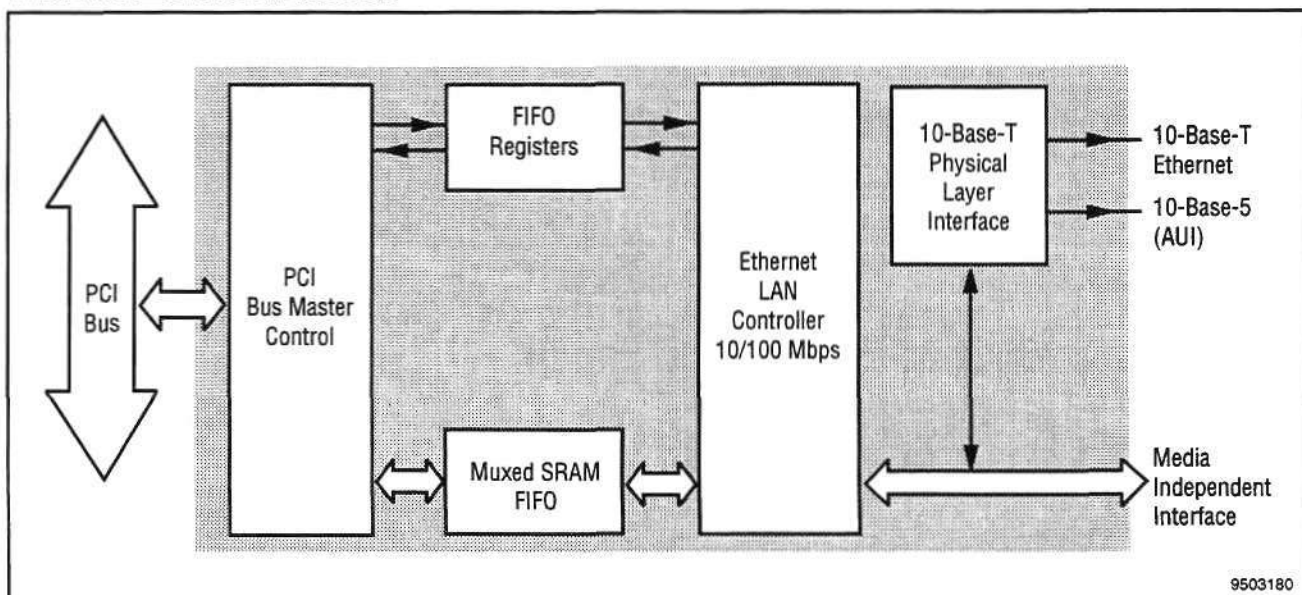 PCI
Bus
PCI
Bus Master
Control
FIFO
Registers
Muxed SRAM
FIFO
Ethernet
LAN
Controller
10/100 Mbps
10-Base-T
Physical
Layer
Interface
10-Base-T
Ethernet
10-Base-5
(AUI)
Media
Independent
Interface
9503180